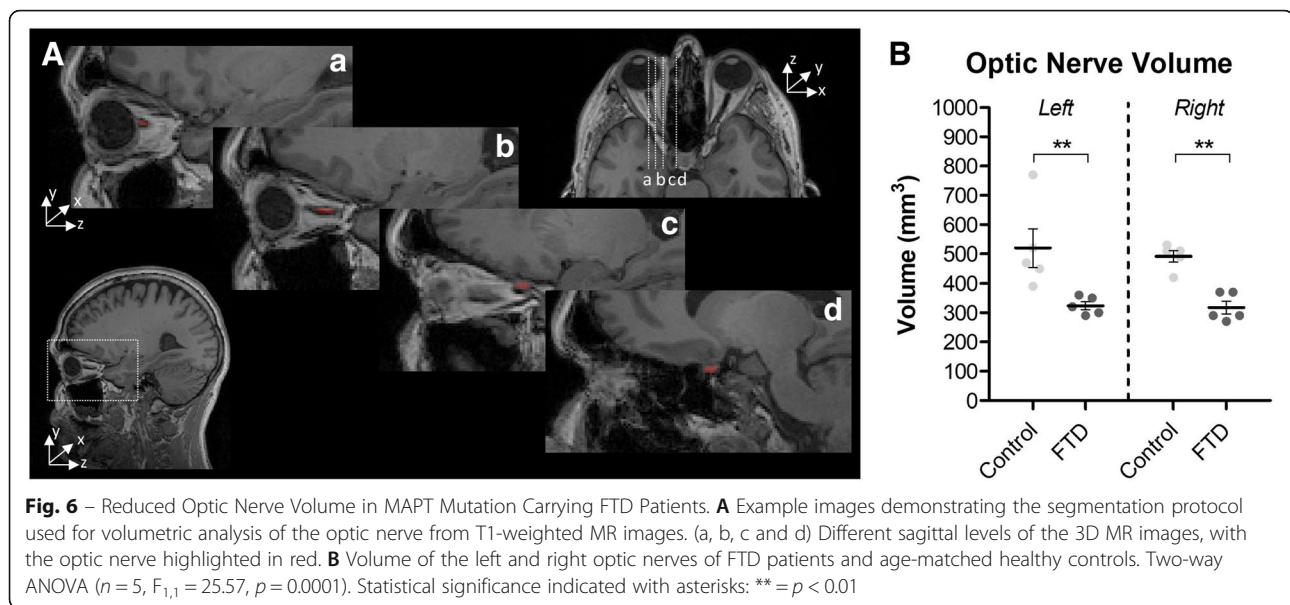 A
a
b
c
d
y
x
z
y
x
z
z
y
x
a b cd
B
Optic Nerve Volume
Left
Right
**
**
Volume (mm³)
1000
900
800
700
600
500
400
300
200
100
0
Control
FTD
Control
FTD
Fig. 6 – Reduced Optic Nerve Volume in MAPT Mutation Carrying FTD Patients. A Example images demonstrating the segmentation protocol
used for volumetric analysis of the optic nerve from T1-weighted MR images. (a, b, c and d) Different sagittal levels of the 3D MR images, with
the optic nerve highlighted in red. B Volume of the left and right optic nerves of FTD patients and age-matched healthy controls. Two-way
ANOVA (n = 5, F1,1 = 25.57, p = 0.0001). Statistical significance indicated with asterisks: ** = p < 0.01